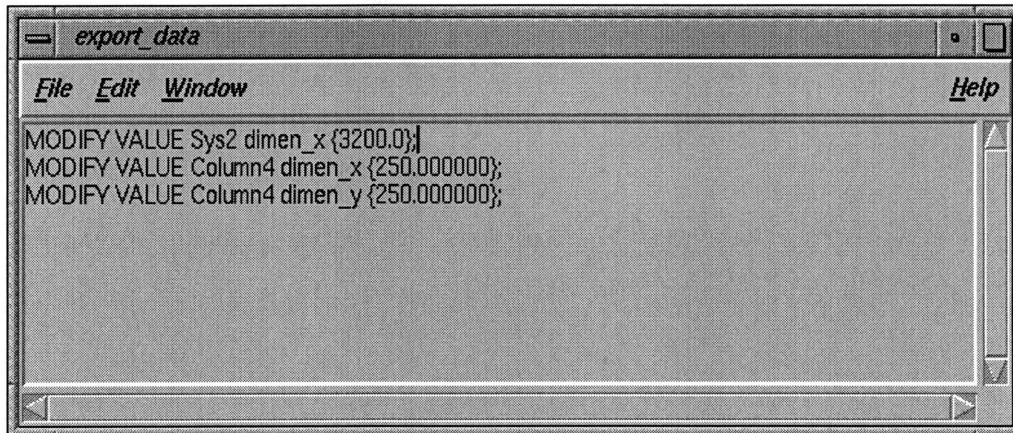 export_data
File Edit Window Help
MODIFY VALUE Sys2 dimen_x {3200.0};
MODIFY VALUE Column4 dimen_x {250.000000};
MODIFY VALUE Column4 dimen_y {250.000000};